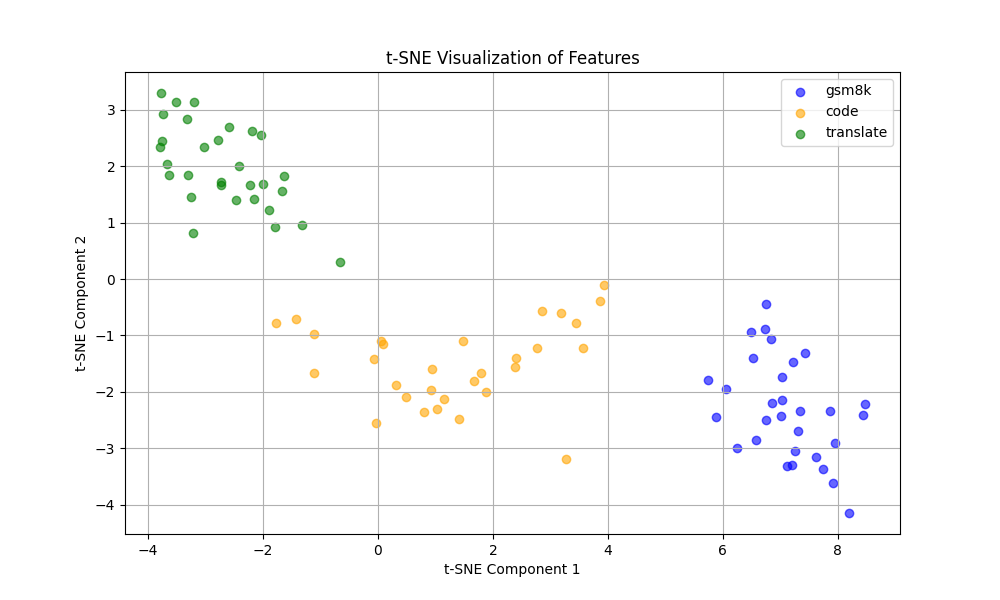 t-SNE Visualization of Features
gsm8k
code
translate
t-SNE Component 2
3
2
1
0
−1
−2
−3
−4
−4
−2
0
2
4
6
8
t-SNE Component 1